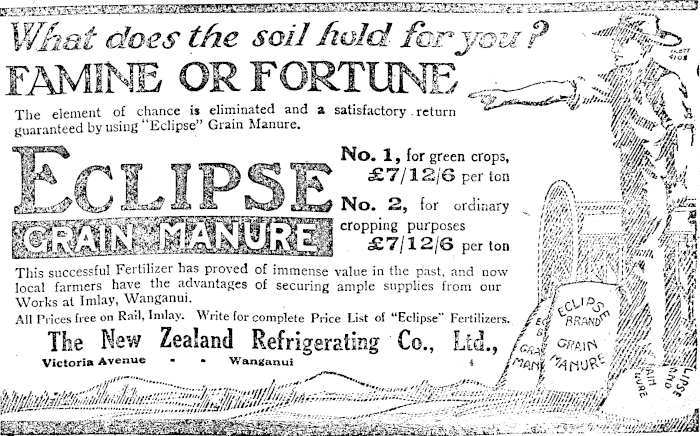 What does the soil hold for you?
FAMINE OR FORTUNE
The element of chance is eliminated and a satisfactory return
guaranteed by using "Eclipse" Grain Manure.
ECLIPSE
GRAIN MANURE
No. 1, for green crops,
£7/12/6 per ton
No. 2, for ordinary
cropping purposes
£7/12/6 per ton
This successful Fertilizer has proved of immense value in the past, and now
local farmers have the advantages of securing ample supplies from our
Works at Imlay, Wanganui.
All Prices free on Rail, Imlay. Write for complete Price List of "Eclipse" Fertilizers.
The New Zealand Refrigerating Co., Ltd.,
Victoria Avenue - - Wanganui
4
ECLIPSE
BRAND
GRAIN
MANURE
GRA
MAN